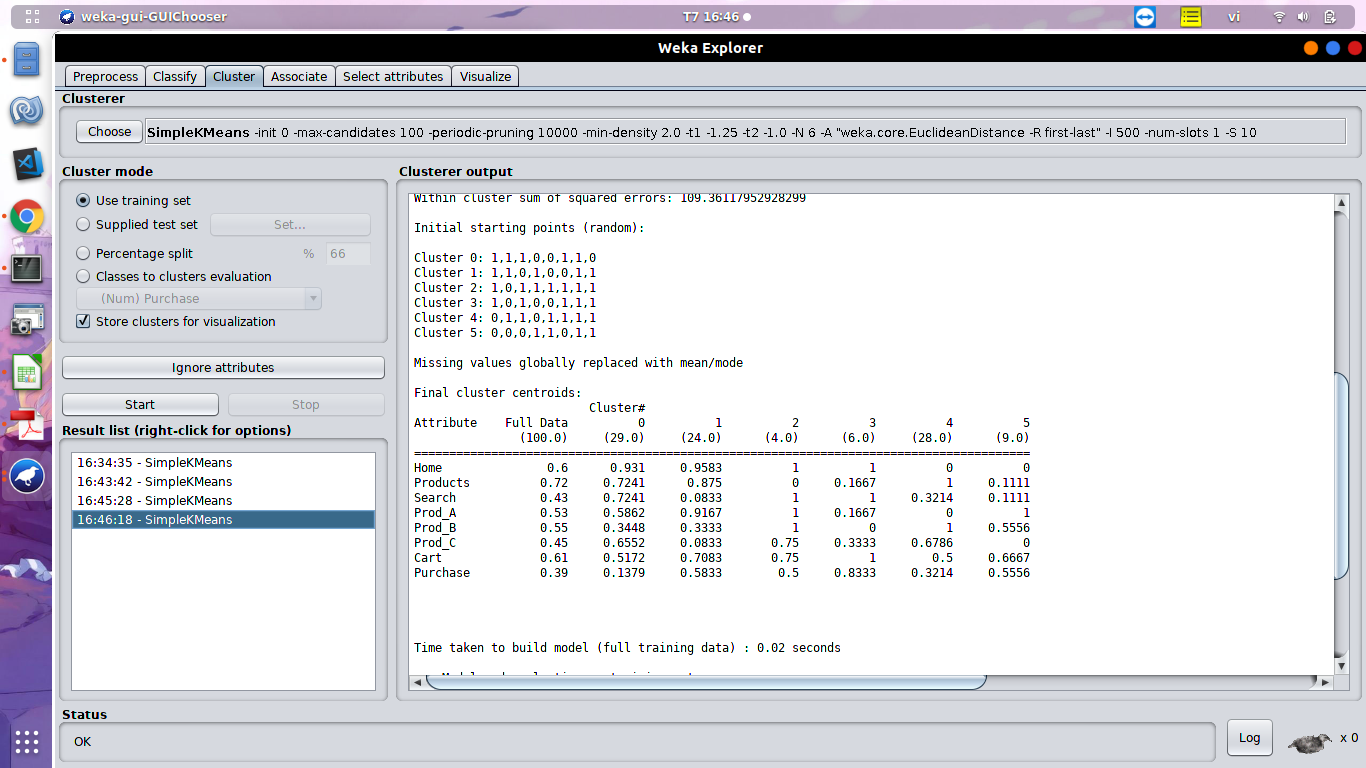 weka-gui-GUIChooser
T7 16:46
vi
Weka Explorer
Preprocess Classify Cluster Associate Select attributes Visualize
Clusterer
Choose SimpleKMeans -init 0 -max-candidates 100 -periodic-pruning 10000 -min-density 2.0 -t1 -1.25 -t2 -1.0 -N 6 -A "weka.core.EuclideanDistance -R first-last" -I 500 -num-slots 1 -S 10
Cluster mode
Use training set
Supplied test set Set...
Percentage split % 66
Classes to clusters evaluation
(Num) Purchase
Store clusters for visualization
Ignore attributes
Start Stop
Result list (right-click for options)
16:34:35 - SimpleKMeans
16:43:42 - SimpleKMeans
16:45:28 - SimpleKMeans
16:46:18 - SimpleKMeans
Clusterer output
Within cluster sum of squared errors: 109.36117952928299
Initial starting points (random):
Cluster 0: 1,1,1,0,0,1,1,0
Cluster 1: 1,1,0,1,0,0,1,1
Cluster 2: 1,0,1,1,1,1,1,1
Cluster 3: 1,0,1,0,0,1,1,1
Cluster 4: 0,1,1,0,1,1,1,1
Cluster 5: 0,0,0,1,1,0,1,1
Missing values globally replaced with mean/mode
Final cluster centroids:
Cluster#
Attribute Full Data 0 1 2 3 4 5
(100.0) (29.0) (24.0) (4.0) (6.0) (28.0) (9.0)
========================================================================================
Home 0.6 0.931 0.9583 1 1 0 0
Products 0.72 0.7241 0.875 0 0.1667 1 0.1111
Search 0.43 0.7241 0.0833 1 1 0.3214 0.1111
Prod_A 0.53 0.5862 0.9167 1 0.1667 0 1
Prod_B 0.55 0.3448 0.3333 1 0 1 0.5556
Prod_C 0.45 0.6552 0.0833 0.75 0.3333 0.6786 0
Cart 0.61 0.5172 0.7083 0.75 1 0.5 0.6667
Purchase 0.39 0.1379 0.5833 0.5 0.8333 0.3214 0.5556
Time taken to build model (full training data) : 0.02 seconds
Status
OK
Log x 0